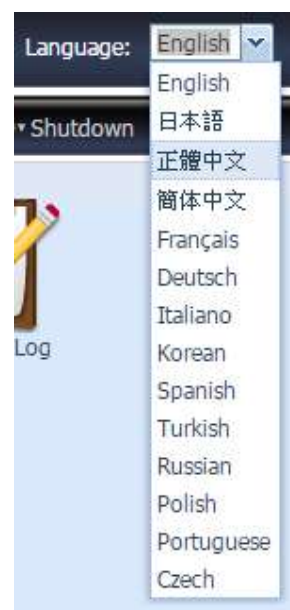 Language: English
English
Shutdown
日本語
正體中文
簡体中文
Français
Deutsch
Italiano
Log
Korean
Spanish
Turkish
Russian
Polish
Portuguese
Czech